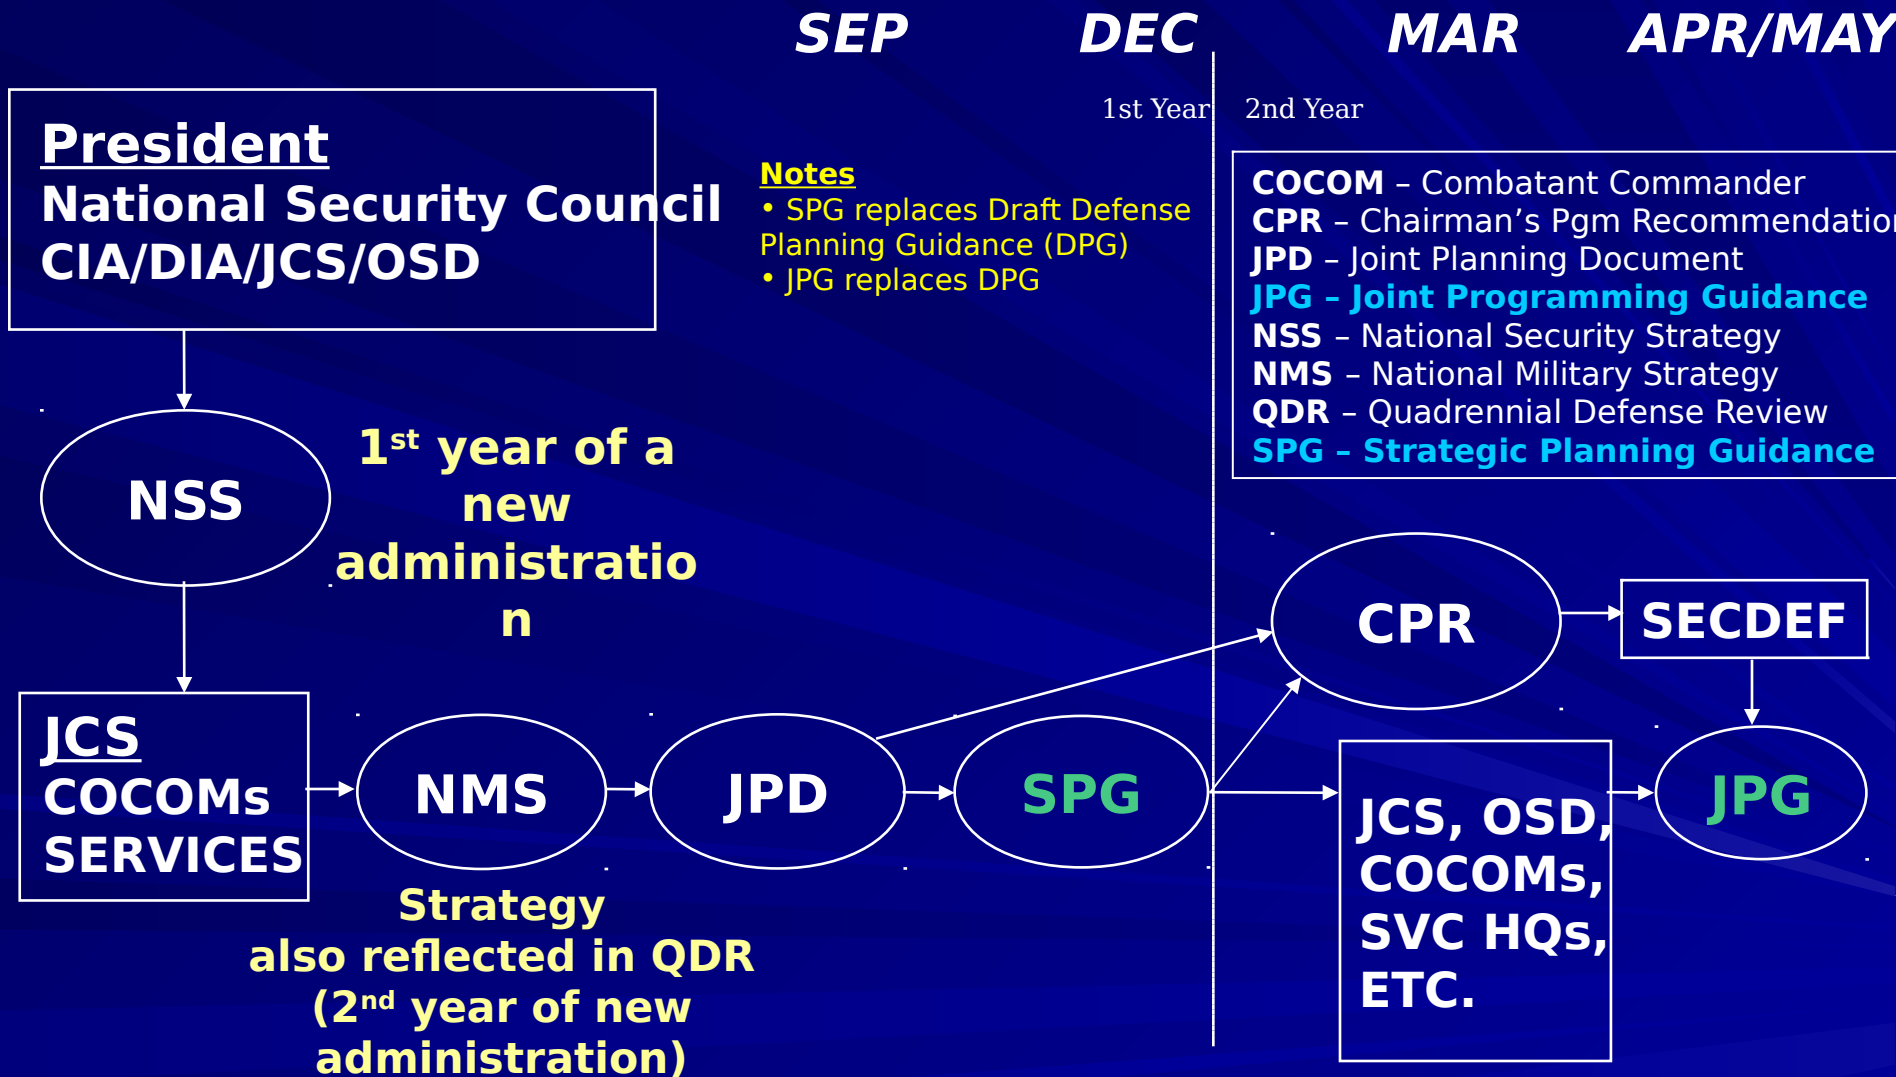 SEP DEC MAR APR/MAY
1st Year 2nd Year
President
National Security Council
CIA/DIA/JCS/OSD
Notes
• SPG replaces Draft Defense
Planning Guidance (DPG)
• JPG replaces DPG
COCOM – Combatant Commander
CPR – Chairman’s Pgm Recommendation
JPD – Joint Planning Document
JPG – Joint Programming Guidance
NSS – National Security Strategy
NMS – National Military Strategy
QDR – Quadrennial Defense Review
SPG – Strategic Planning Guidance
NSS
1st year of a
new
administratio
n
CPR
SECDEF
JCS
COCOMs
SERVICES
NMS
JPD
SPG
JCS, OSD,
COCOMs,
SVC HQs,
ETC.
JPG
Strategy
also reflected in QDR
(2nd year of new
administration)